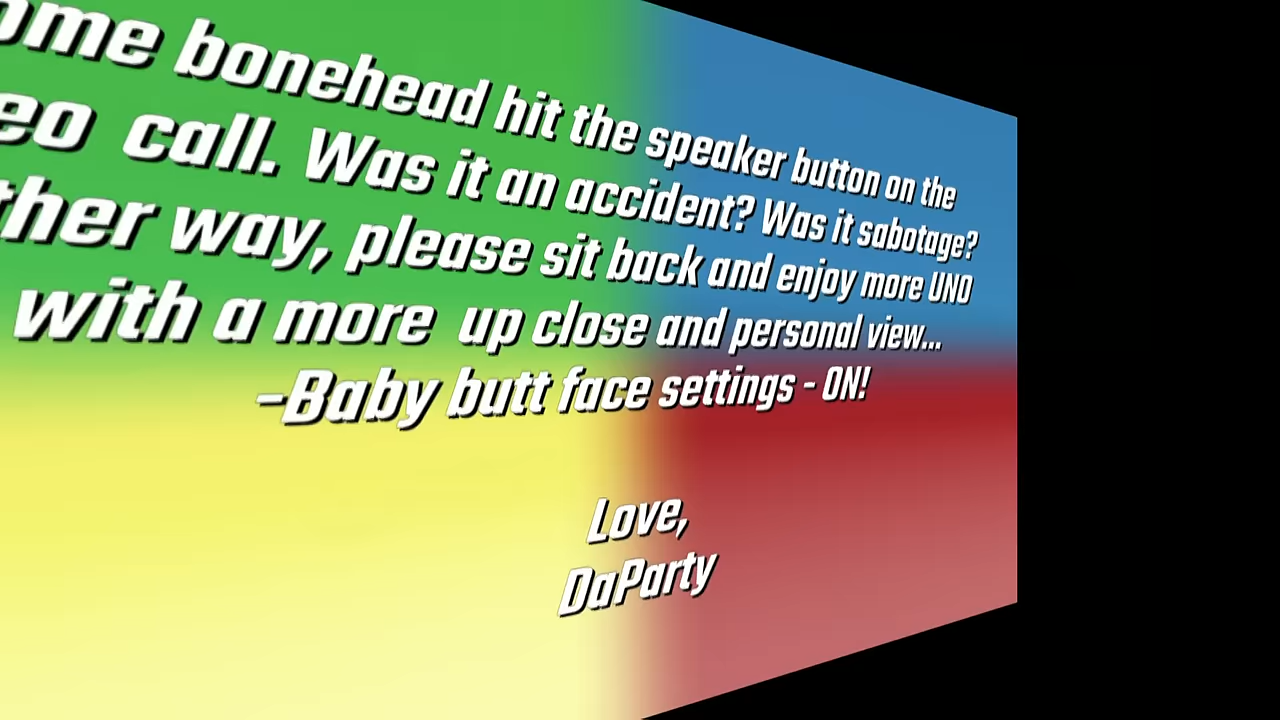 ome bonehead hit the speaker button on the
eo call. Was it an accident? Was it sabotage?
ther way, please sit back and enjoy more UNO
with a more up close and personal view...
-Baby butt face settings - ON!
Love,
DaParty